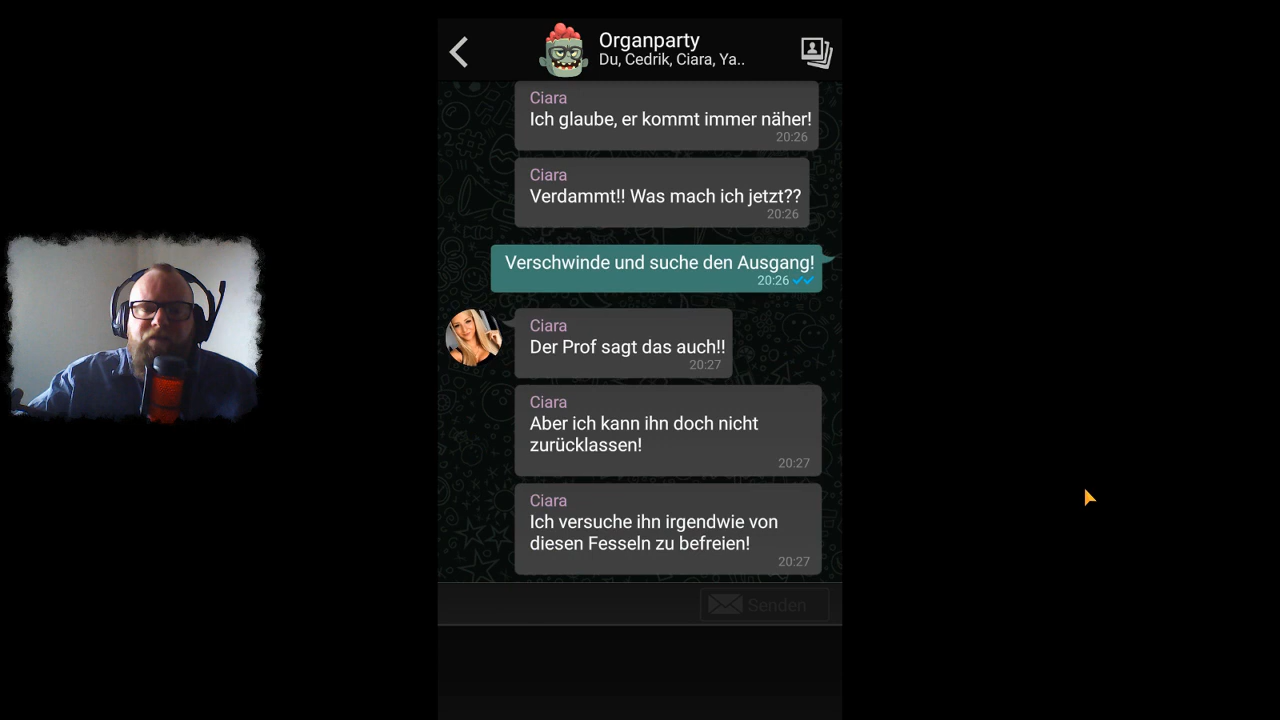 Organparty
Du, Cedrik, Ciara, Ya..
Ciara
Ich glaube, er kommt immer näher!
20:26
Ciara
Verdammt!! Was mach ich jetzt??
20:26
Verschwinde und suche den Ausgang!
20:26
Ciara
Der Prof sagt das auch!!
20:27
Ciara
Aber ich kann ihn doch nicht
zurücklassen!
20:27
Ciara
Ich versuche ihn irgendwie von
diesen Fesseln zu befreien!
20:27
Senden